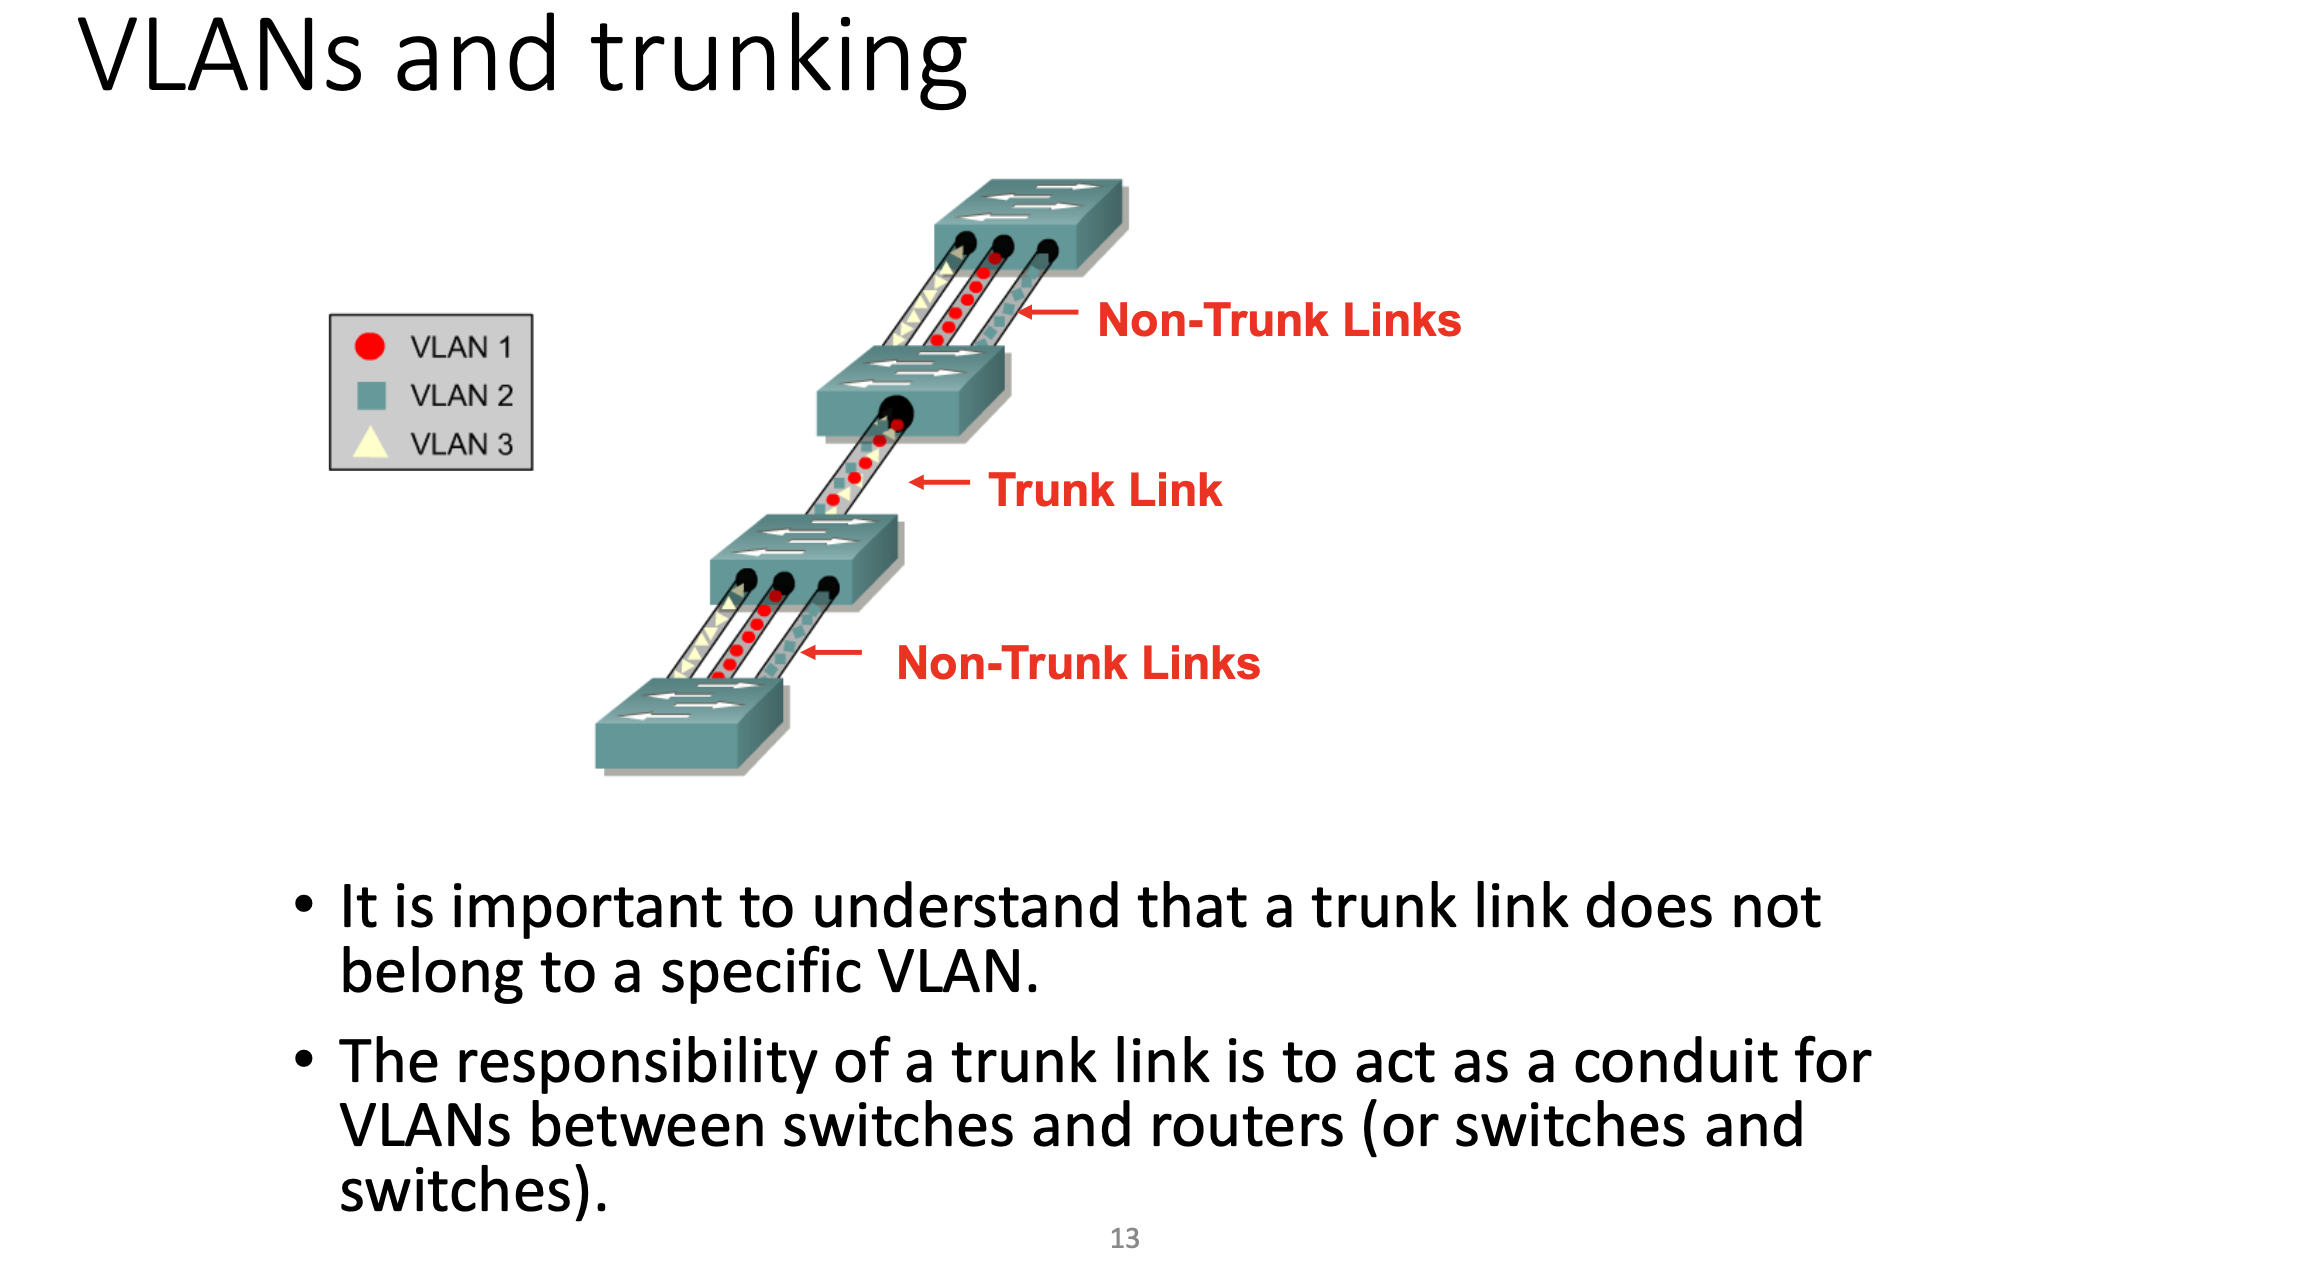 VLANs and trunking
VLAN 1
VLAN 2
VLAN 3
Non-Trunk Links
Trunk Link
Non-Trunk Links
• It is important to understand that a trunk link does not
belong to a specific VLAN.
• The responsibility of a trunk link is to act as a conduit for
VLANs between switches and routers (or switches and
switches).
13